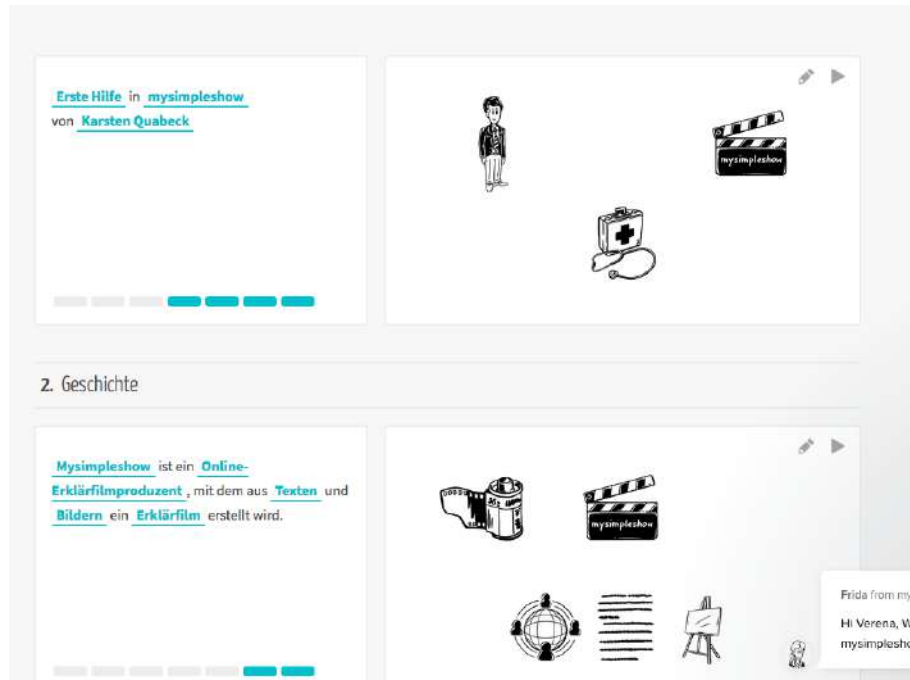 Erste Hilfe in mysimpleshow
von Karsten Quabeck
mysimpleshow
2. Geschichte
Mysimpleshow ist ein Online-
Erklärfilmproduzent , mit dem aus Texten und
Bildern ein Erklärfilm erstellt wird.
mysimpleshow
Frida from my
Hi Verena, W
mysimplesho